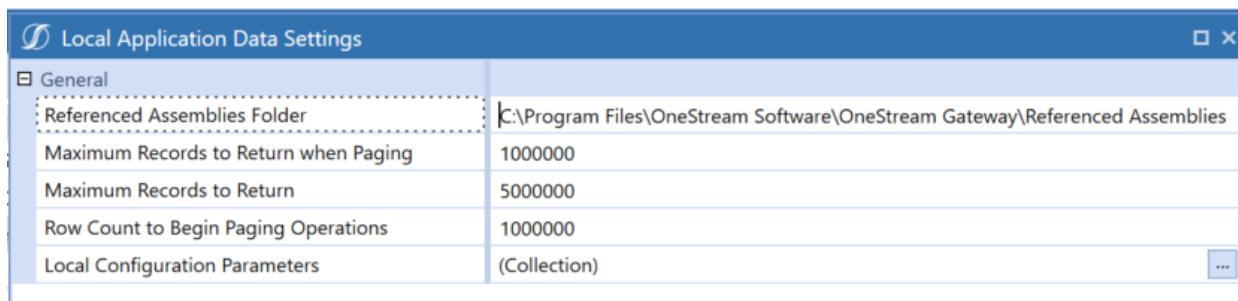 Local Application Data Settings
General
Referenced Assemblies Folder C:\Program Files\OneStream Software\OneStream Gateway\Referenced Assemblies
Maximum Records to Return when Paging 1000000
Maximum Records to Return 5000000
Row Count to Begin Paging Operations 1000000
Local Configuration Parameters (Collection) ...